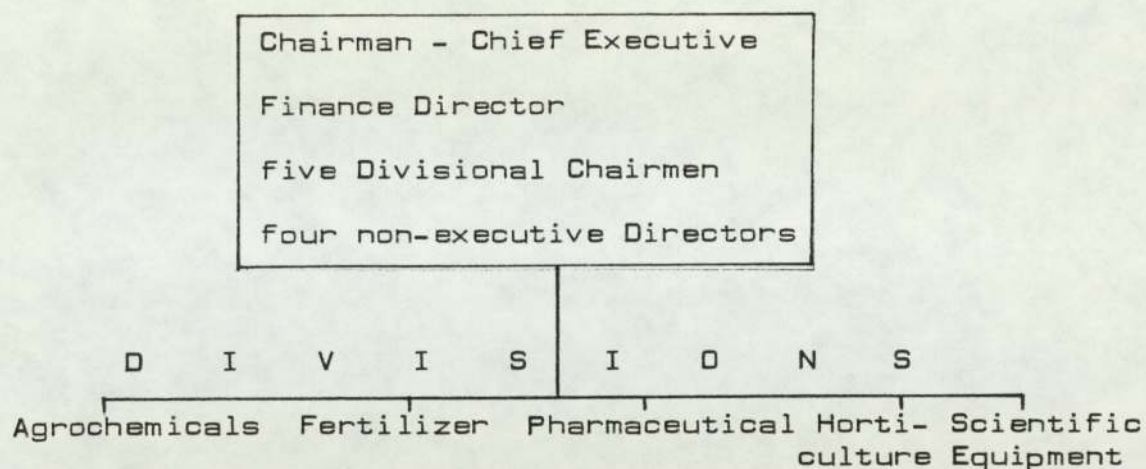 Chairman - Chief Executive
Finance Director
five Divisional Chairmen
four non-executive Directors
D I V I S I O N S
Agrochemicals Fertilizer Pharmaceutical Horti- Scientific
culture Equipment